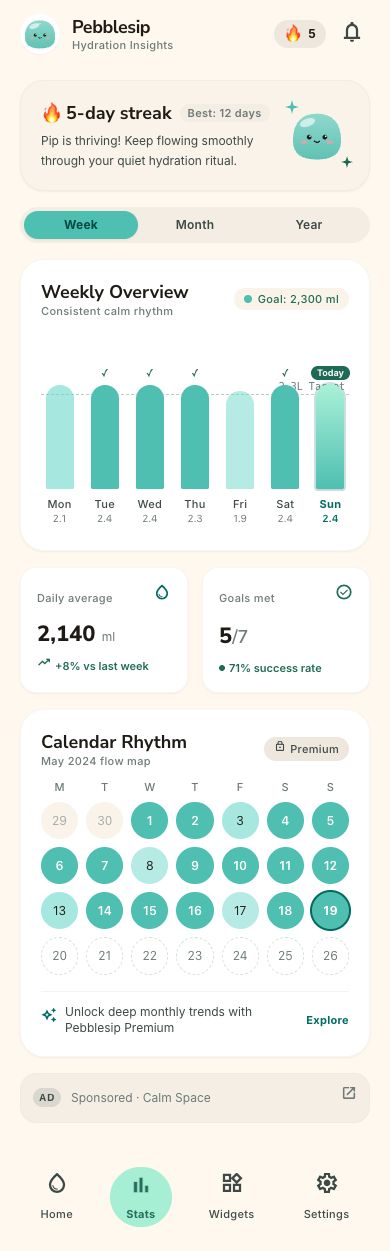 Pebblesip
Hydration Insights
🔥 5
🔥 5-day streak Best: 12 days
Pip is thriving! Keep flowing smoothly
through your quiet hydration ritual.
Week Month Year
Weekly Overview
Consistent calm rhythm
Goal: 2,300 ml
✓ ✓ ✓ ✓ Today
Target
Mon Tue Wed Thu Fri Sat Sun
2.1 2.4 2.4 2.3 1.9 2.4 2.4
Daily average
2,140 ml
+8% vs last week
Goals met
5/7
71% success rate
Calendar Rhythm
May 2024 flow map
Premium
M T W T F S S
29 30 1 2 3 4 5
6 7 8 9 10 11 12
13 14 15 16 17 18 19
20 21 22 23 24 25 26
Unlock deep monthly trends with
Pebblesip Premium
Explore
AD Sponsored · Calm Space
Home Stats Widgets Settings